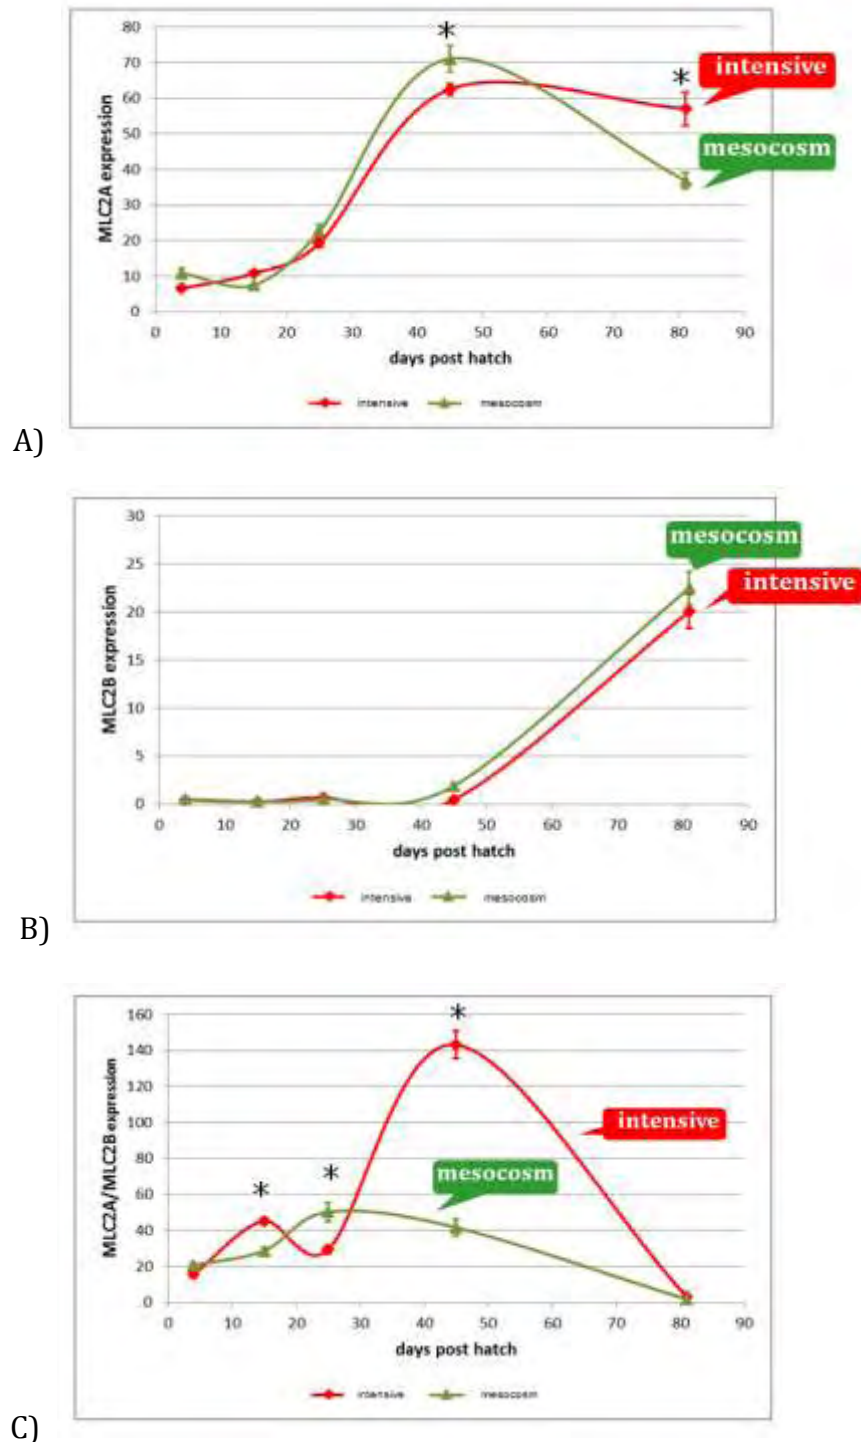 *
*
intensive
mesocosm
MLC2A expression
80
70
60
50
40
30
20
10
0
0 10 20 30 40 50 60 70 80 90
days post hatch
intensive mesocosm
A)
mesocosm
intensive
MLC2B expression
30
25
20
15
10
5
0
0 10 20 30 40 50 60 70 80 90
days post hatch
intensive mesocosm
B)
*
*
*
intensive
mesocosm
MLC2A/MLC2B expression
160
140
120
100
80
60
40
20
0
0 10 20 30 40 50 60 70 80 90
days post hatch
intensive mesocosm
C)